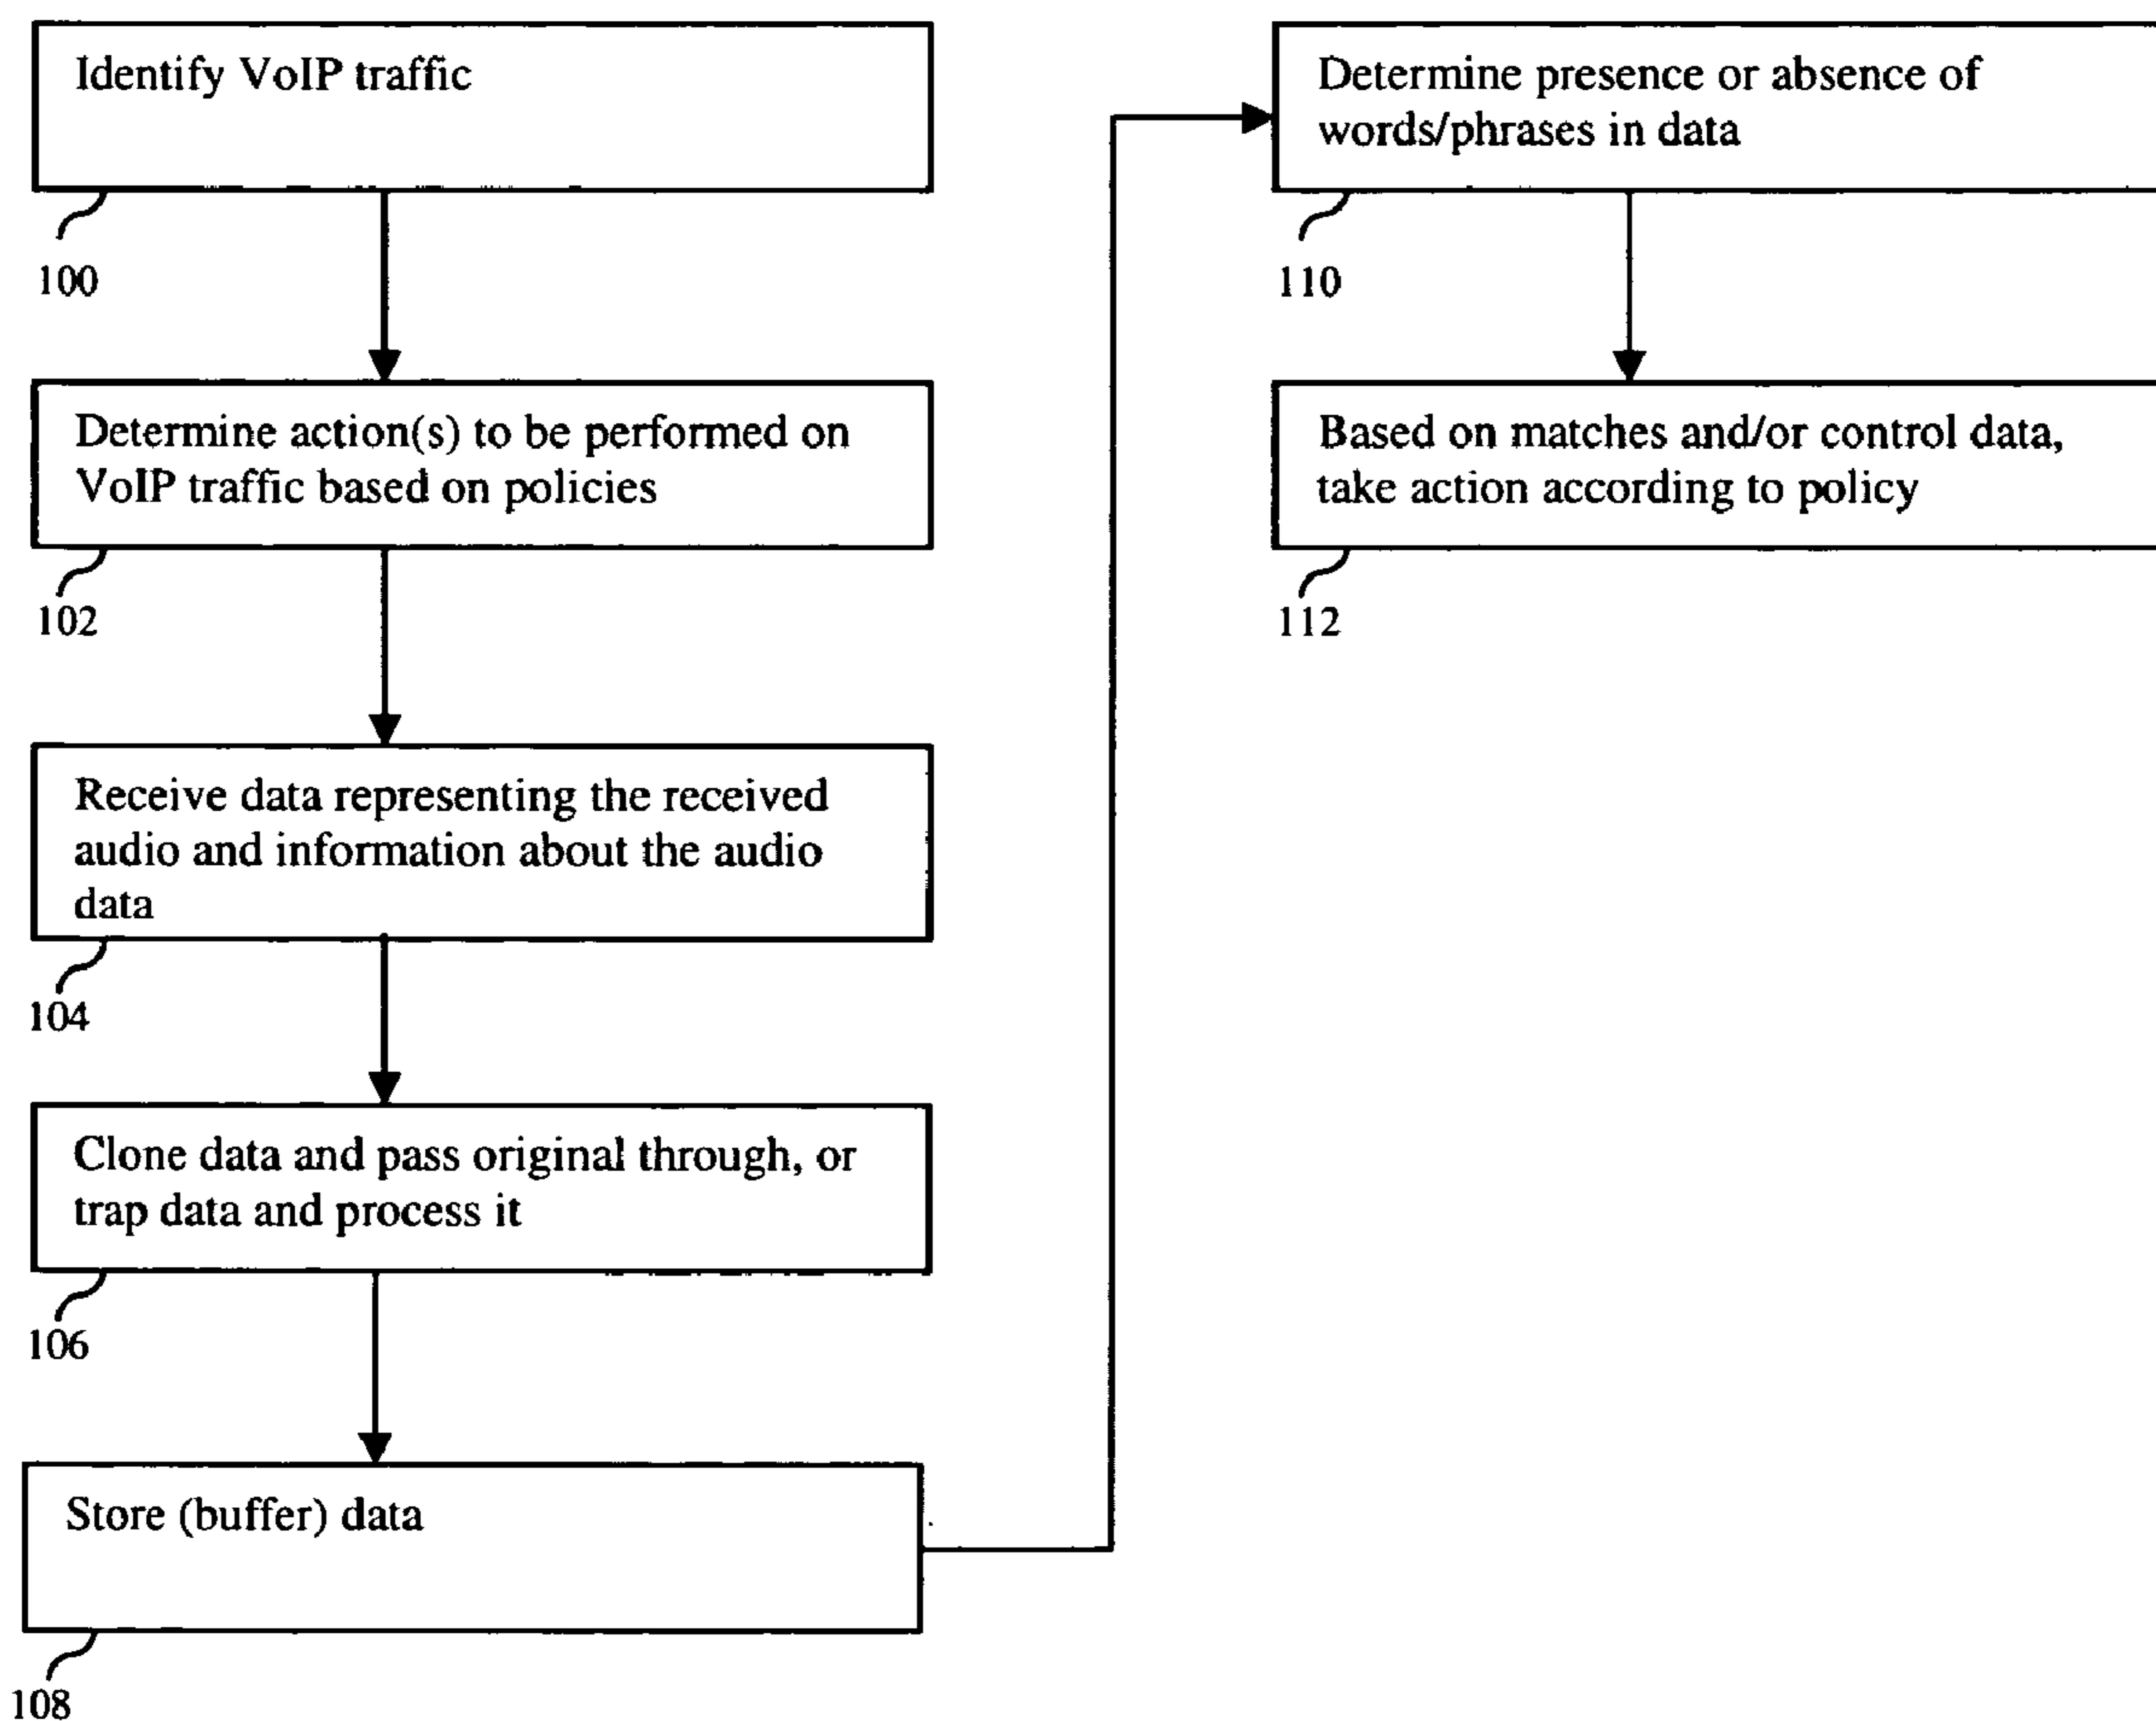 Identify VoIP traffic
100
Determine action(s) to be performed on
VoIP traffic based on policies
102
Receive data representing the received
audio and information about the audio
data
104
Clone data and pass original through, or
trap data and process it
106
Store (buffer) data
108
Determine presence or absence of
words/phrases in data
110
Based on matches and/or control data,
take action according to policy
112